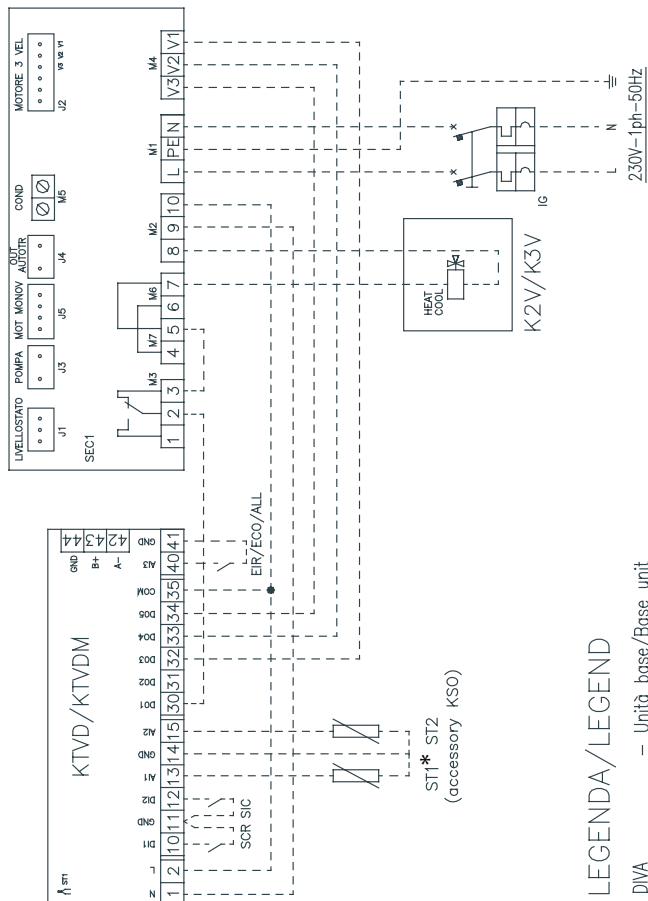 MOTORE 3 VEL
V3 V2 V1
J2
COND
M5
OUT
AUTOTR
J4
MOT MONOV
J5
POMPA
J3
LIVELLOSTATO
J1
SEC1
M3
M7
M6
M2
M1
M4
1 2 3 4 5 6 7 8 9 10 L PE N V3 V2 V1
KTVD/KTVDM
ST1
GND
B+
A-
44
43
42
N L DI1 GND DI2 AI1 GND AI2 DO1 DO2 DO3 DO4 DO5 COM AI3 GND
1 2 10 11 12 13 14 15 30 31 32 33 34 35 40 41
SCR SIC
EIR/ECO/ALL
ST1* ST2
(accessory KSO)
HEAT
COOL
K2V/K3V
IG
L N
230V-1ph-50Hz
LEGENDA/LEGEND
DIVA – Unità base/Base unit